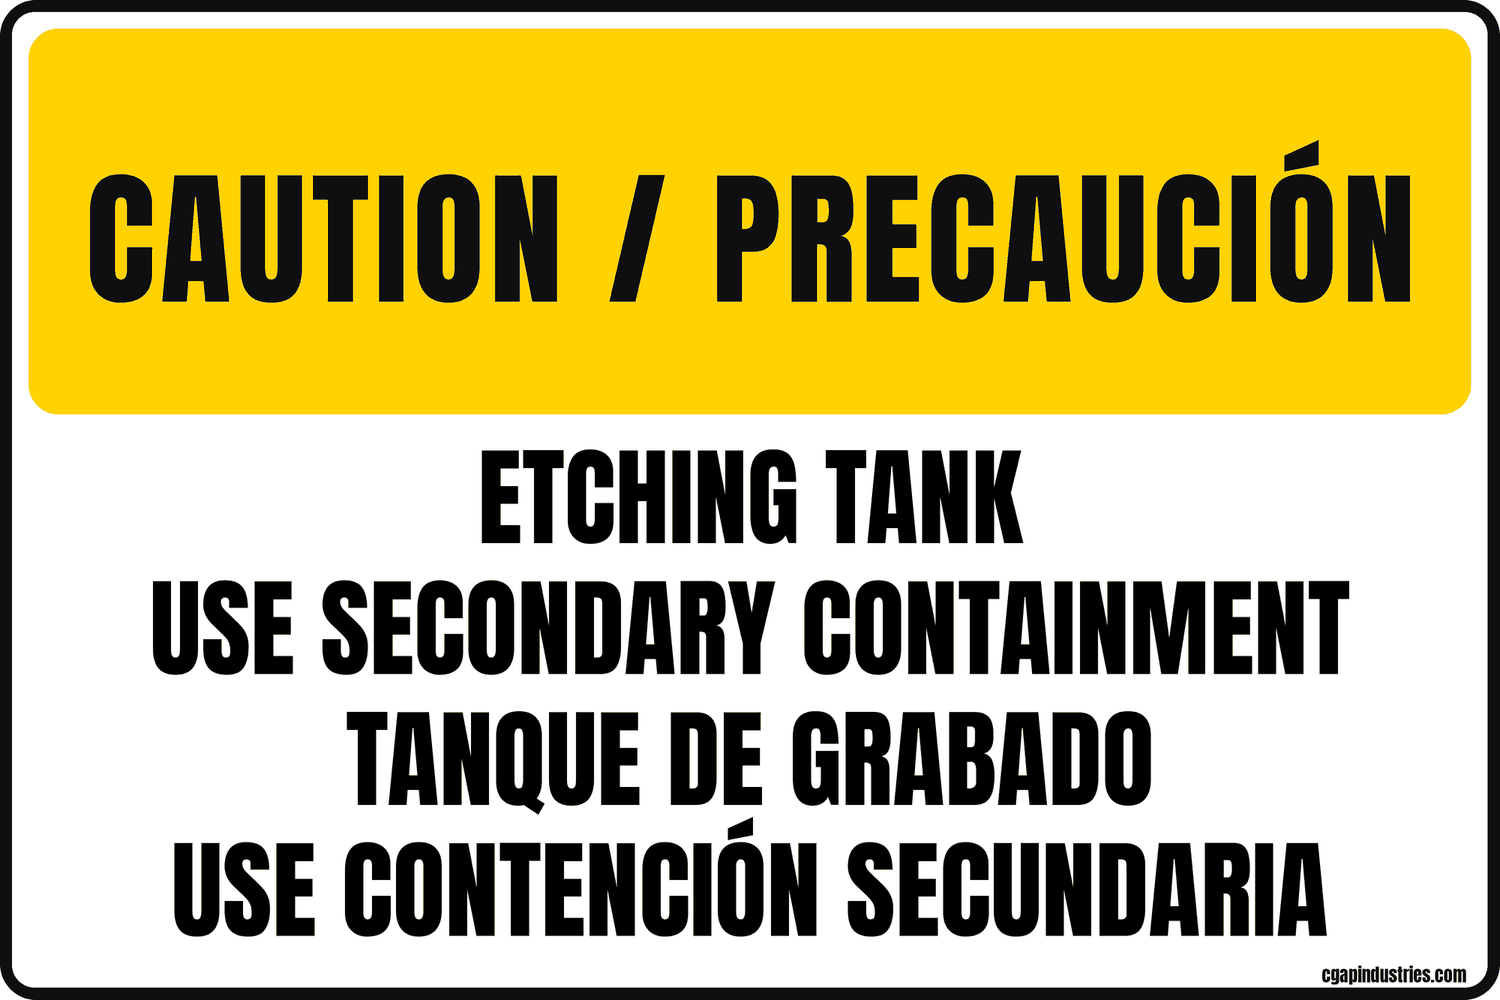 CAUTION / PRECAUCIÓN
ETCHING TANK
USE SECONDARY CONTAINMENT
TANQUE DE GRABADO
USE CONTENCIÓN SECUNDARIA
cgapindustries.com